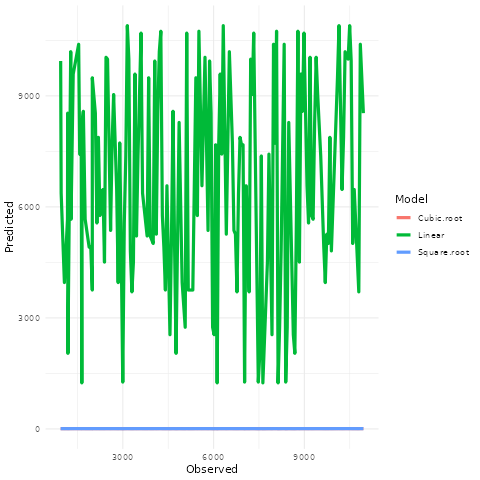 9000
6000
3000
0
Predicted
3000 6000 9000
Observed
Model
Cubic.root
Linear
Square.root